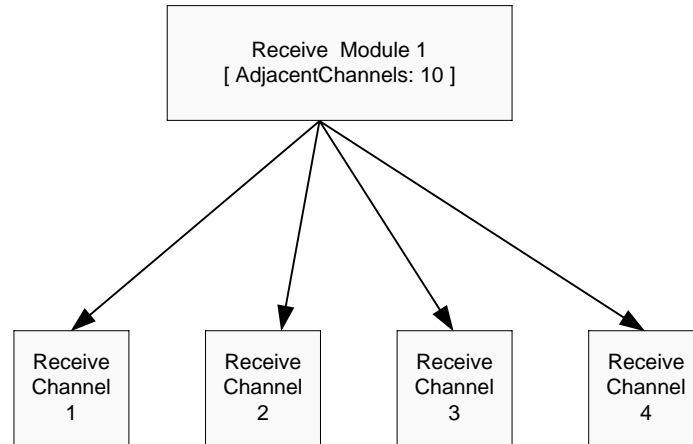 Receive  Module 1
[ AdjacentChannels: 10 ]
Receive
Channel
1
Receive
Channel
2
Receive
Channel
3
Receive
Channel
4